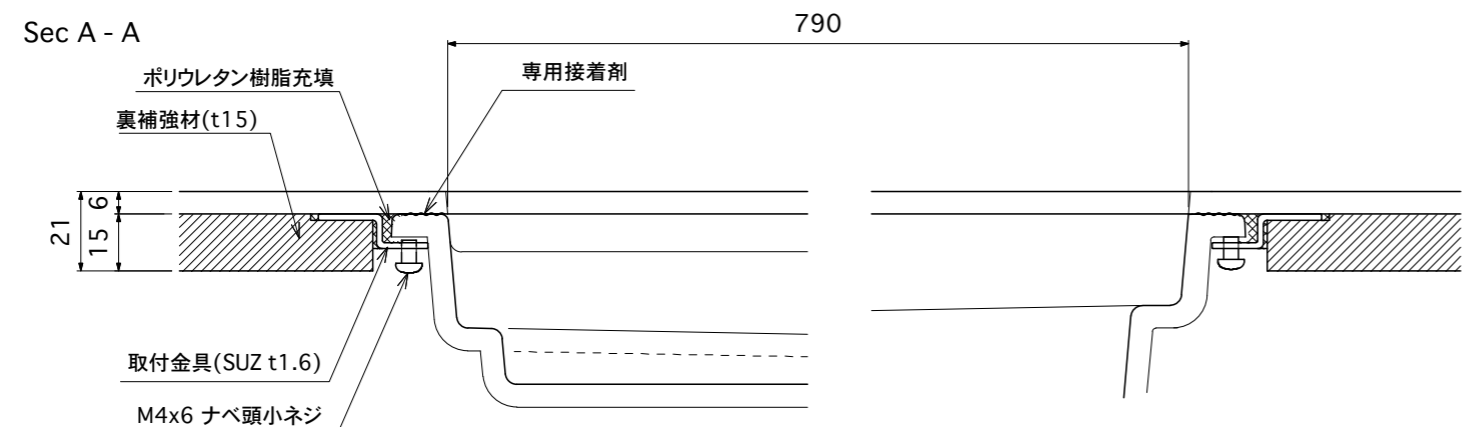 Sec A - A
790
ポリウレタン樹脂充填
専用接着剤
裏補強材(t15)
6
21
15
取付金具(SUZ t1.6)
M4x6 ナベ頭小ネジ